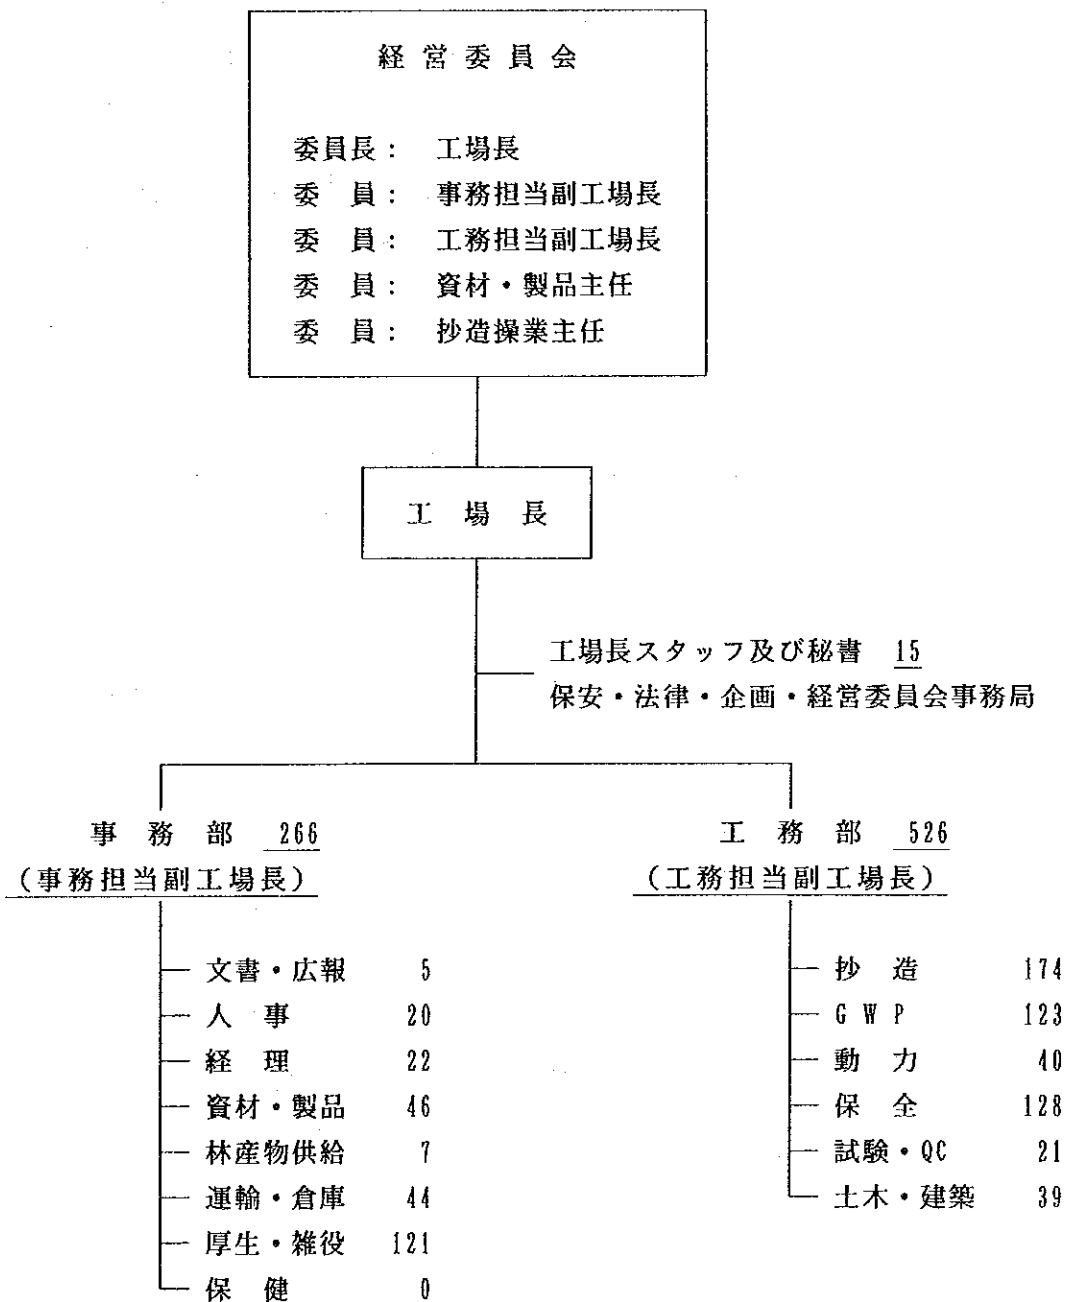 経営委員会
委員長： 工場長
委　員： 事務担当副工場長
委　員： 工務担当副工場長
委　員： 資材・製品主任
委　員： 抄造操業主任
工　場　長
工場長スタッフ及び秘書　15
保安・法律・企画・経営委員会事務局
事　務　部　266
(事務担当副工場長)
文書・広報　5
人　事　20
経　理　22
資材・製品　46
林産物供給　7
運輸・倉庫　44
厚生・雑役　121
保　健　0
工　務　部　526
(工務担当副工場長)
抄　造　174
G W P　123
動　力　40
保　全　128
試験・QC　21
土木・建築　39